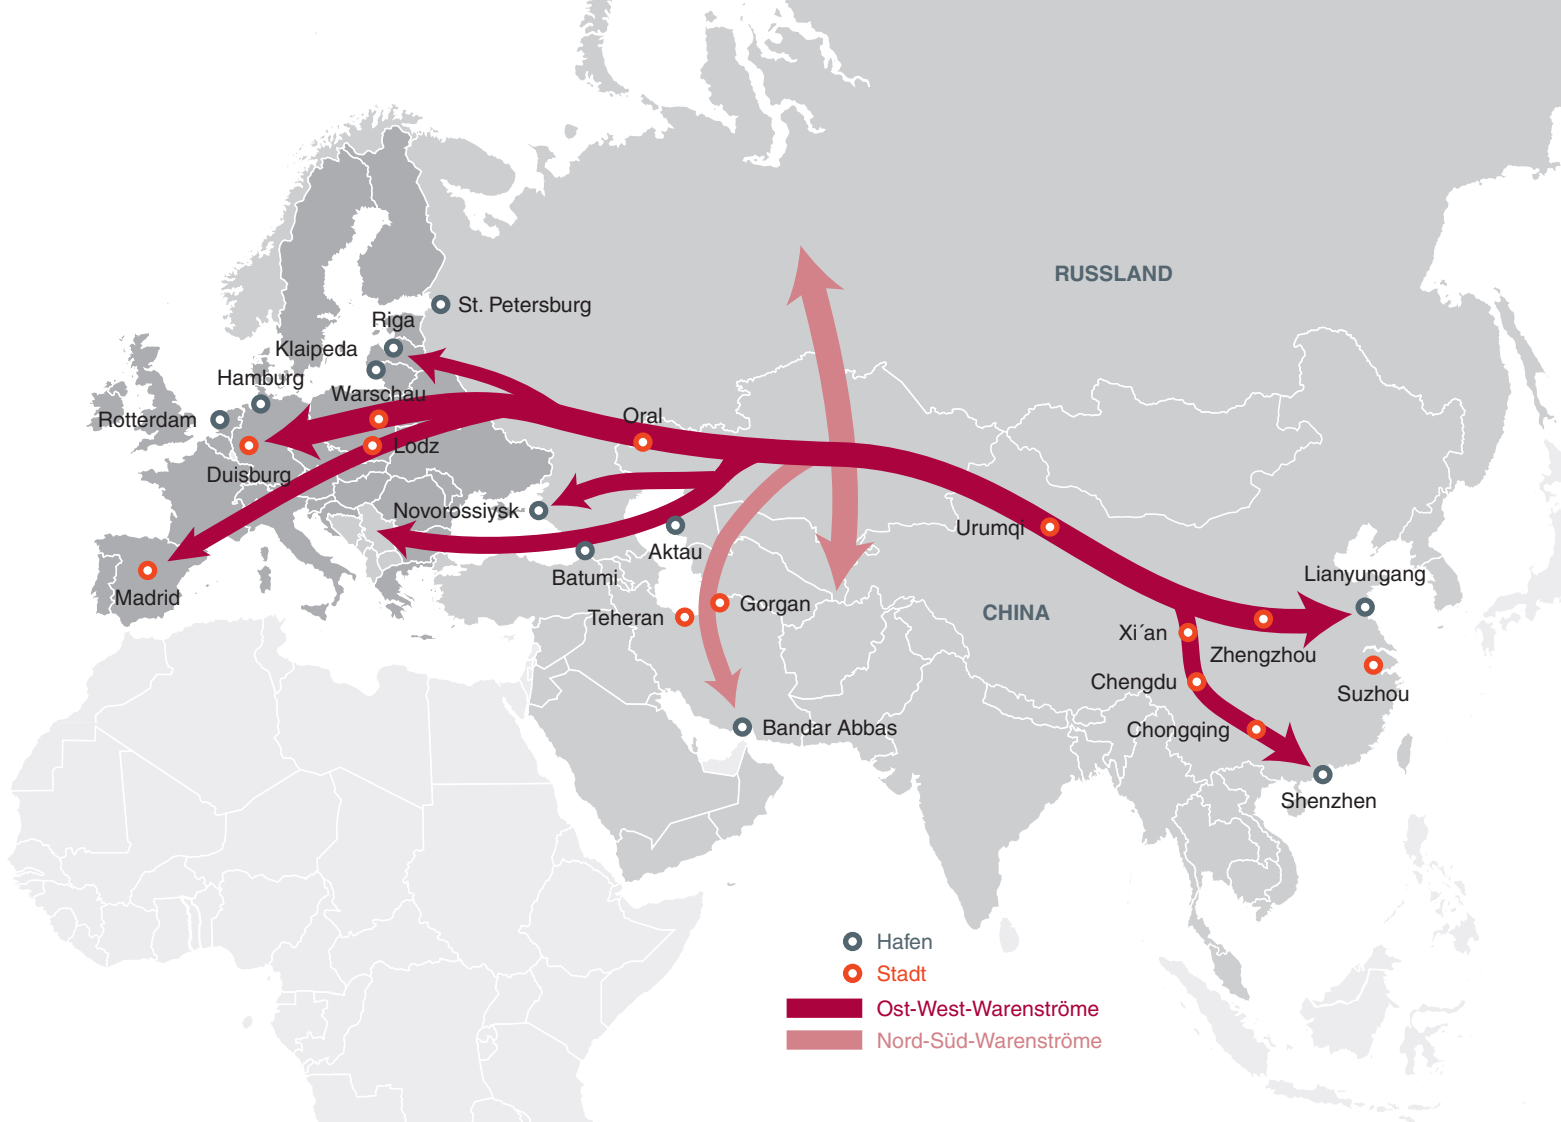 RUSSLAND
St. Petersburg
Riga
Klaipeda
Hamburg
Warschau
Rotterdam
Oral
Lodz
Duisburg
Novorossiysk
Urumqi
Aktau
Batumi
Lianyungang
Madrid
Gorgan
Teheran
CHINA
Xi´an
Zhengzhou
Chengdu
Suzhou
Bandar Abbas
Chongqing
Shenzhen
Hafen
Stadt
Ost-West-Warenströme
Nord-Süd-Warenströme